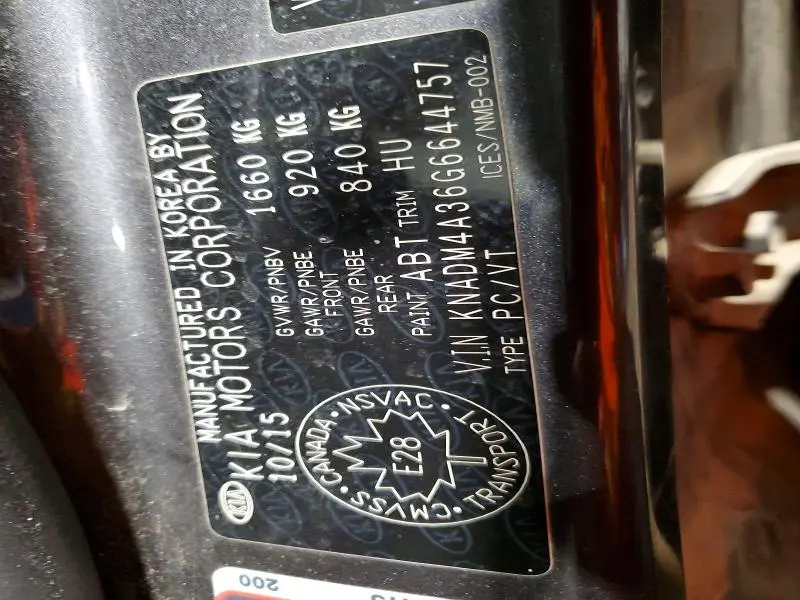 MANUFACTURED IN KOREA BY
KIA KIA MOTORS CORPORATION
10/15
GVWR/PNBV 1660 KG
GAWR/PNBE FRONT 920 KG
GAWR/PNBE REAR 840 KG
PAINT ABT TRIM HU
V.I.N KNADM4A36G6644757
TYPE PC/VT ICES/NMB-002
CANADA • NSVAC • TRANSPORT • CMVSS •
E28
200